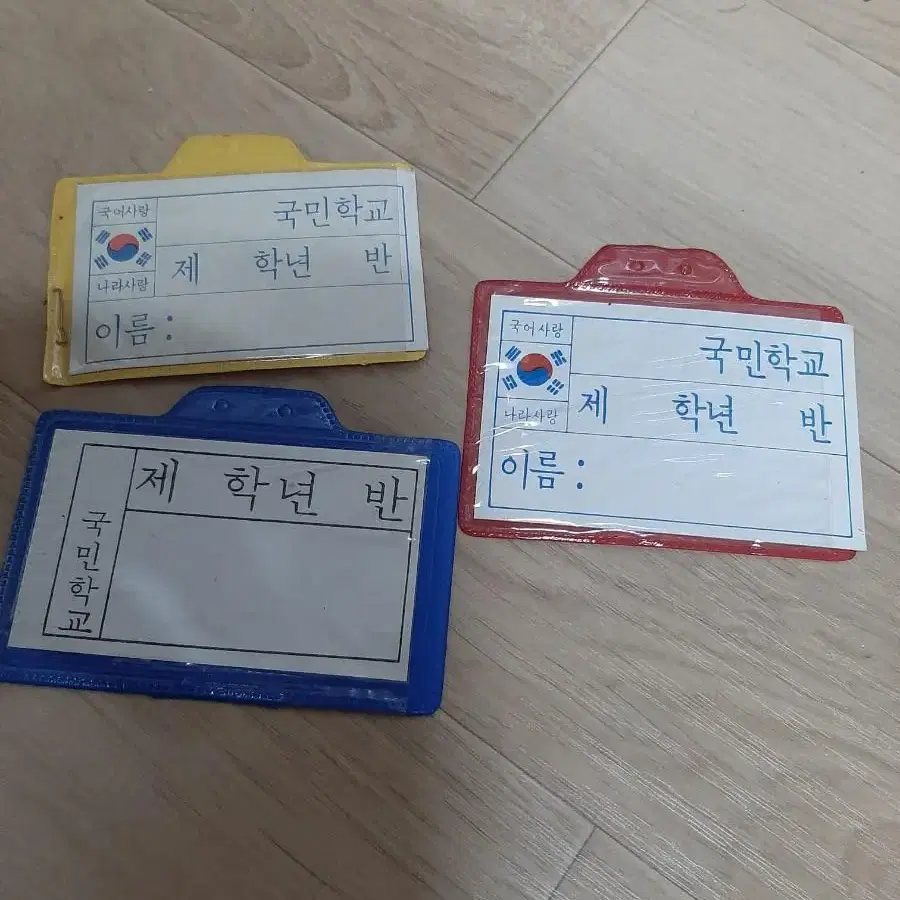 국어사랑
국민학교
제 학년 반
나라사랑
이름 :
국어사랑
국민학교
제 학년 반
나라사랑
이름 :
제 학년 반
국민학교